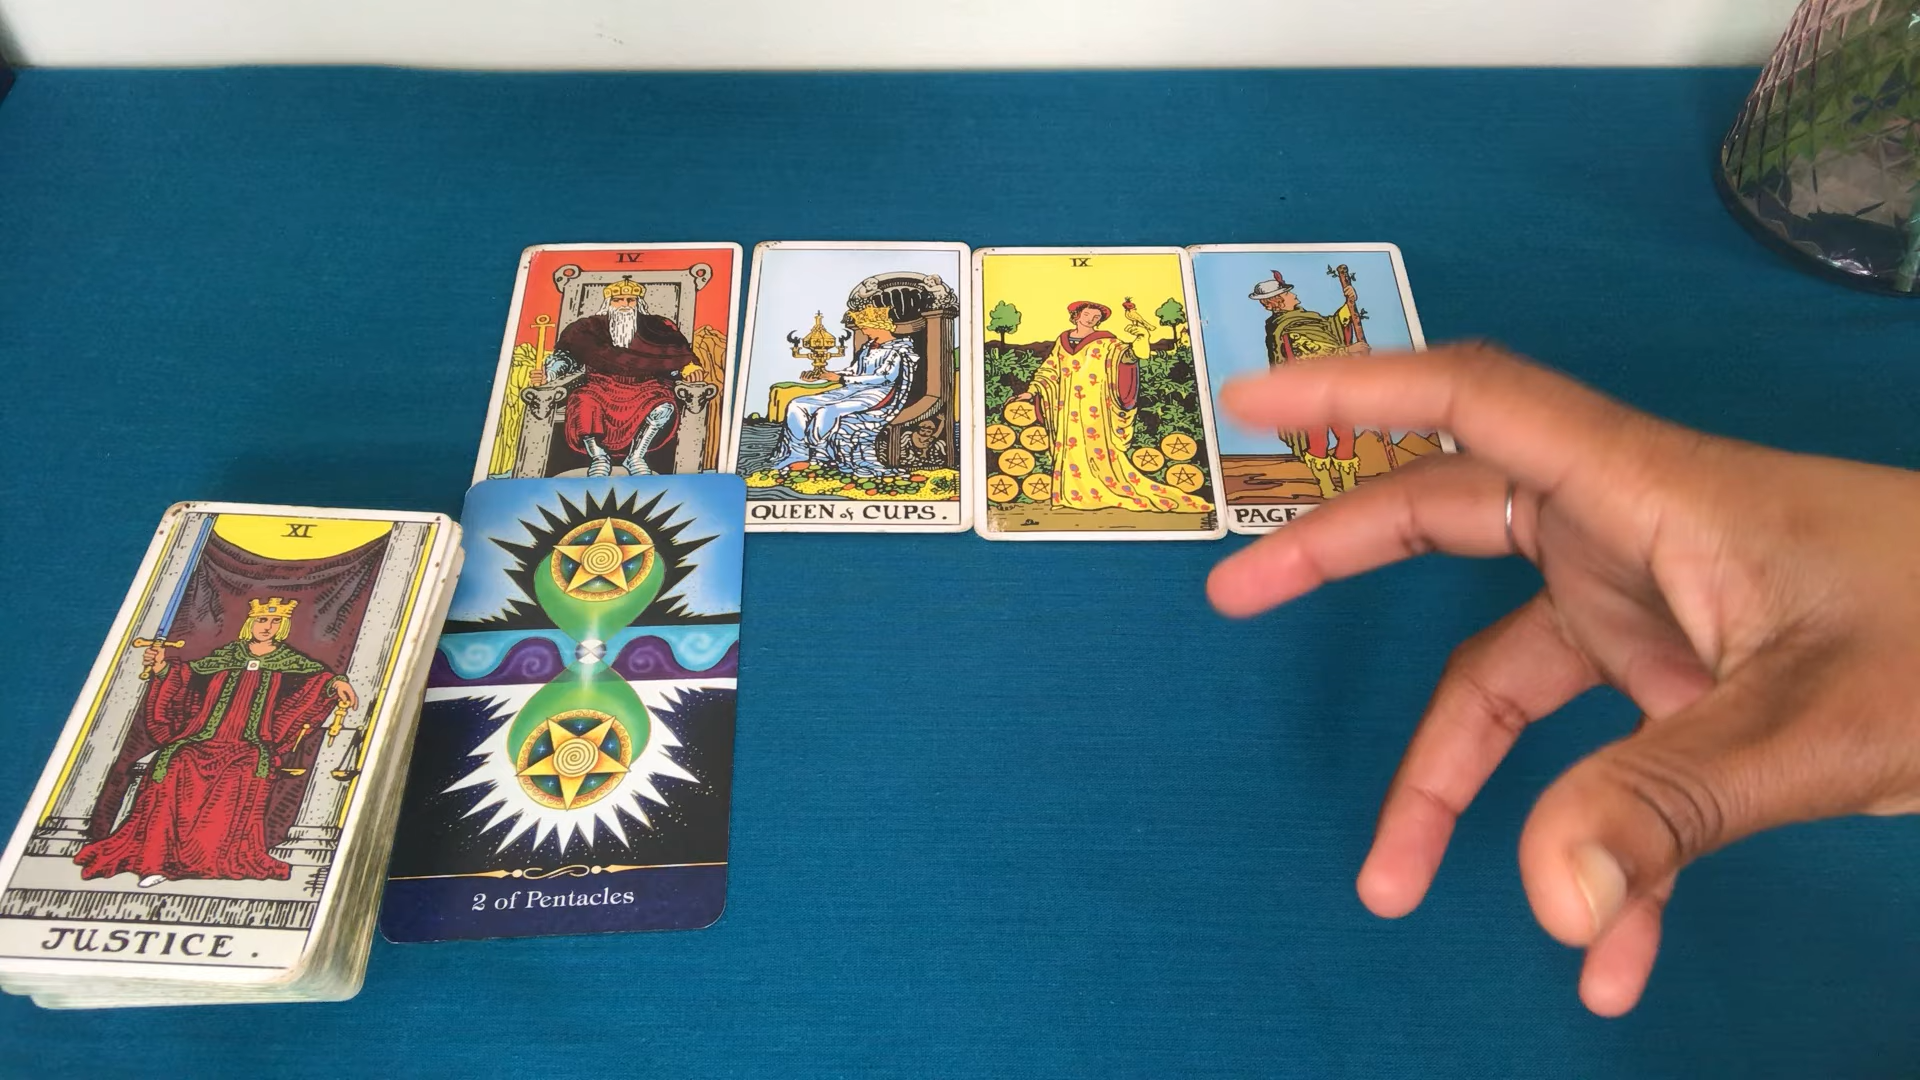 IV
IX
QUEEN of CUPS.
PAGE
XI
2 of Pentacles
JUSTICE.